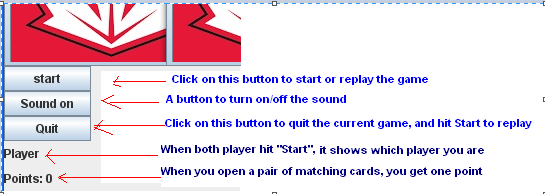 start Click on this button to start or replay the game
Sound on A button to turn on/off the sound
Quit Click on this button to quit the current game, and hit Start to replay
Player When both player hit "Start", it shows which player you are
Points: 0 When you open a pair of matching cards, you get one point